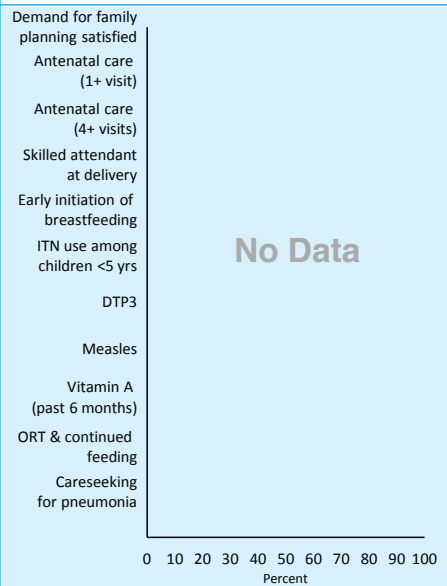 Demand for family
planning satisfied
Antenatal care
(1+ visit)
Antenatal care
(4+ visits)
Skilled attendant
at delivery
Early initiation of
breastfeeding
ITN use among
children <5 yrs
No Data
DTP3
Measles
Vitamin A
(past 6 months)
ORT & continued
feeding
Careseeking
for pneumonia
0 10 20 30 40 50 60 70 80 90 100
Percent